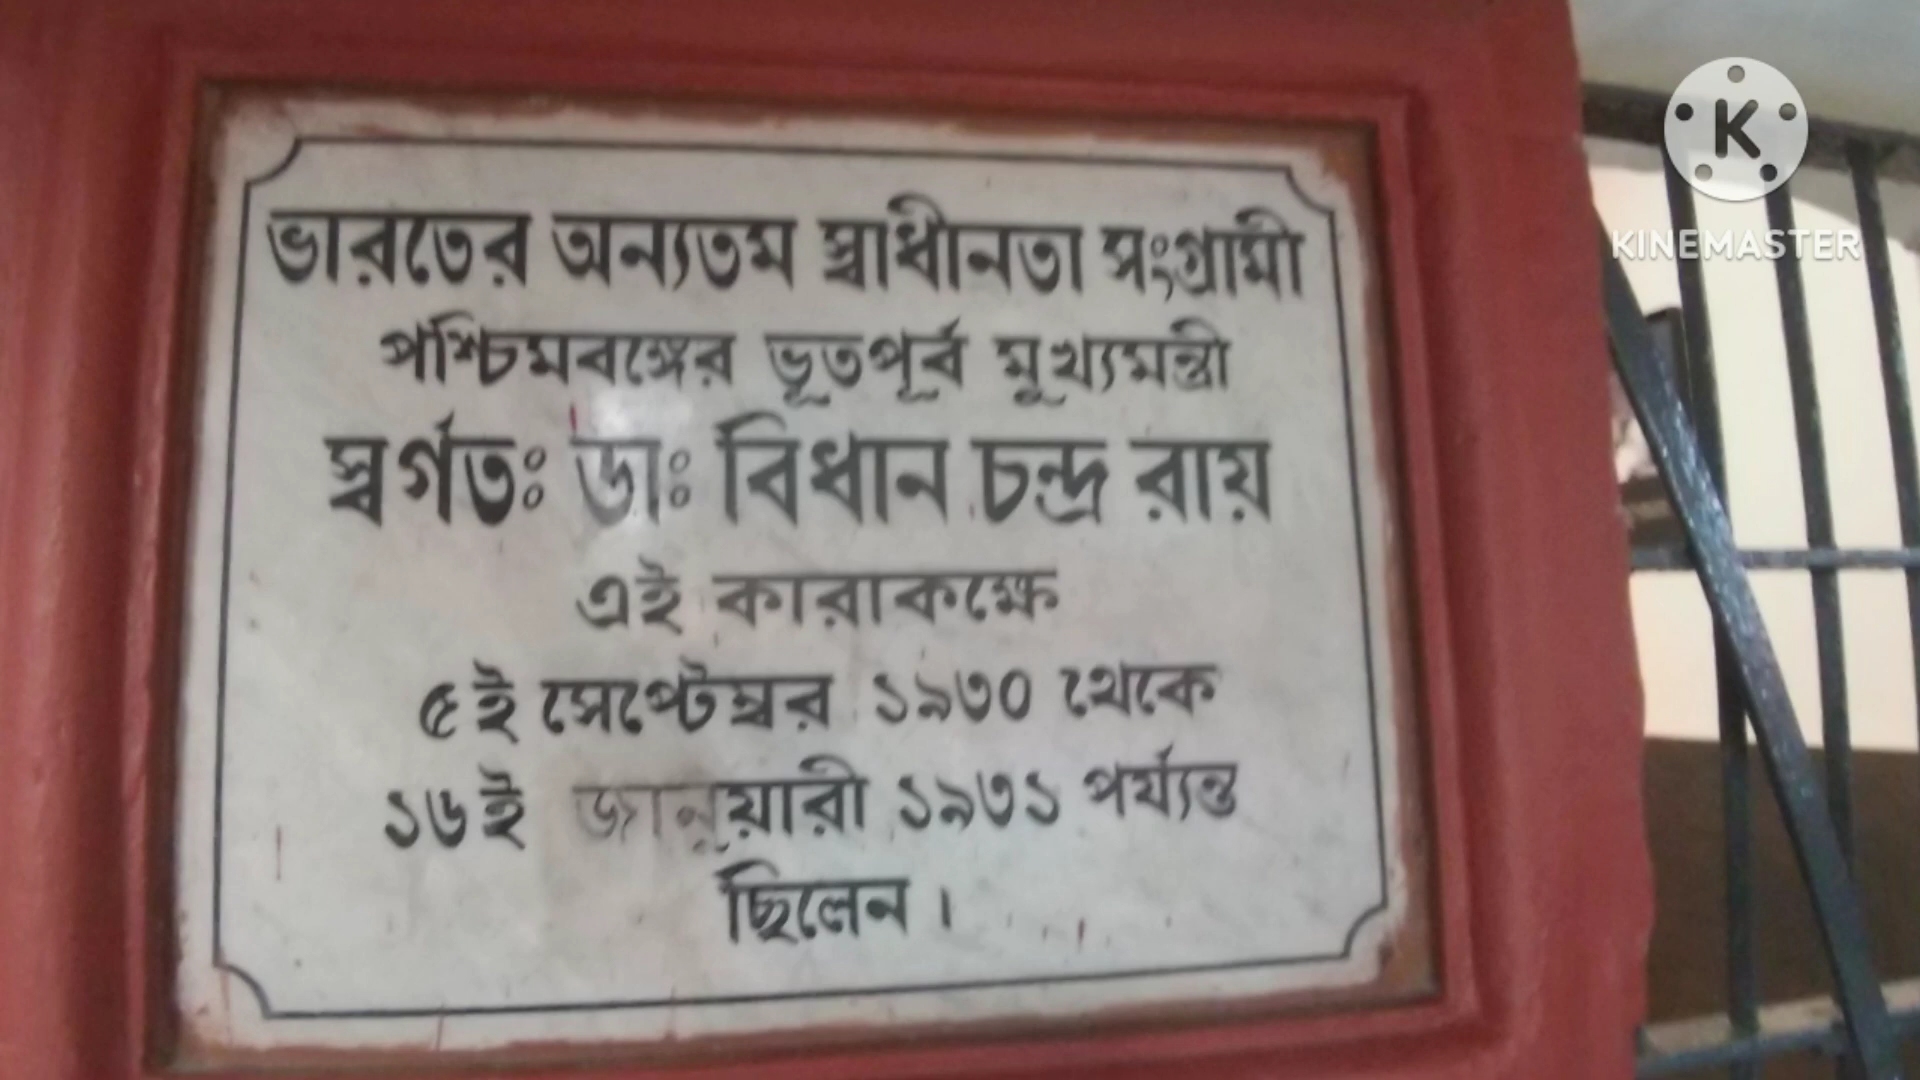 ভারতের অন্যতম স্বাধীনতা সংগ্রামী
পশ্চিমবঙ্গের ভূতপূর্ব মুখ্যমন্ত্রী
স্বর্গতঃ ডাঃ বিধান চন্দ্র রায়
এই কারাকক্ষে
৫ই সেপ্টেম্বর ১৯৩০ থেকে
১৬ই জানুয়ারী ১৯৩১ পর্য্যন্ত
ছিলেন।
K
KINEMASTER